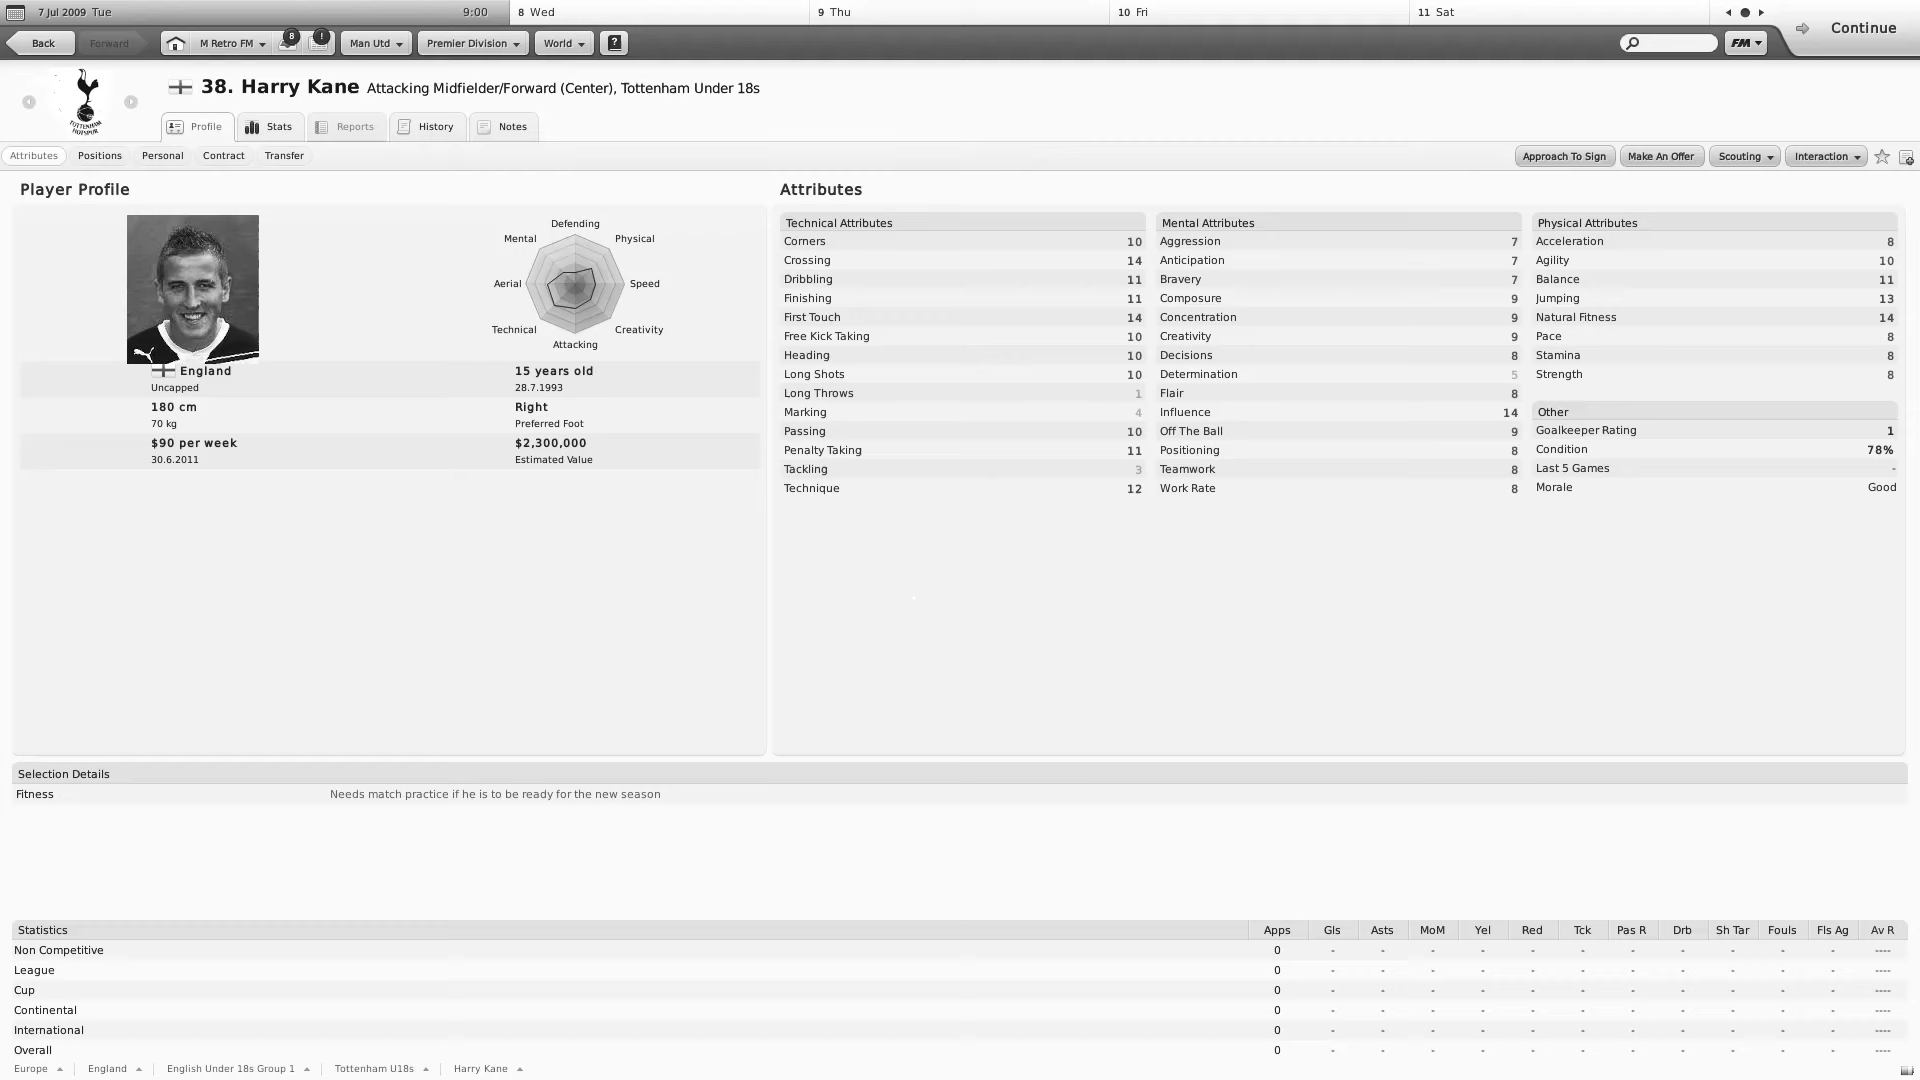 7 Jul 2009 Tue 9:00 8 Wed 9 Thu 10 Fri 11 Sat
Continue
Back Forward M Retro FM 8 ! Man Utd Premier Division World ? FM
38. Harry Kane Attacking Midfielder/Forward (Center), Tottenham Under 18s
TOTTENHAM
HOTSPUR
Profile Stats Reports History Notes
Attributes Positions Personal Contract Transfer Approach To Sign Make An Offer Scouting Interaction
Player Profile
Defending
Mental Physical
Aerial Speed
Technical Creativity
Attacking
England 15 years old
Uncapped 28.7.1993
180 cm Right
70 kg Preferred Foot
$90 per week $2,300,000
30.6.2011 Estimated Value
Attributes
Technical Attributes
Corners 10
Crossing 14
Dribbling 11
Finishing 11
First Touch 14
Free Kick Taking 10
Heading 10
Long Shots 10
Long Throws 1
Marking 4
Passing 10
Penalty Taking 11
Tackling 3
Technique 12
Mental Attributes
Aggression 7
Anticipation 7
Bravery 7
Composure 9
Concentration 9
Creativity 9
Decisions 8
Determination 5
Flair 8
Influence 14
Off The Ball 9
Positioning 8
Teamwork 8
Work Rate 8
Physical Attributes
Acceleration 8
Agility 10
Balance 11
Jumping 13
Natural Fitness 14
Pace 8
Stamina 8
Strength 8
Other
Goalkeeper Rating 1
Condition 78%
Last 5 Games -
Morale Good
Selection Details
Fitness Needs match practice if he is to be ready for the new season
Statistics Apps Gls Asts MoM Yel Red Tck Pas R Drb Sh Tar Fouls Fls Ag Av R
Non Competitive 0 - - - - - - - - - - - ----
League 0 - - - - - - - - - - - ----
Cup 0 - - - - - - - - - - - ----
Continental 0 - - - - - - - - - - - ----
International 0 - - - - - - - - - - - ----
Overall 0 - - - - - - - - - - - ----
Europe England English Under 18s Group 1 Tottenham U18s Harry Kane